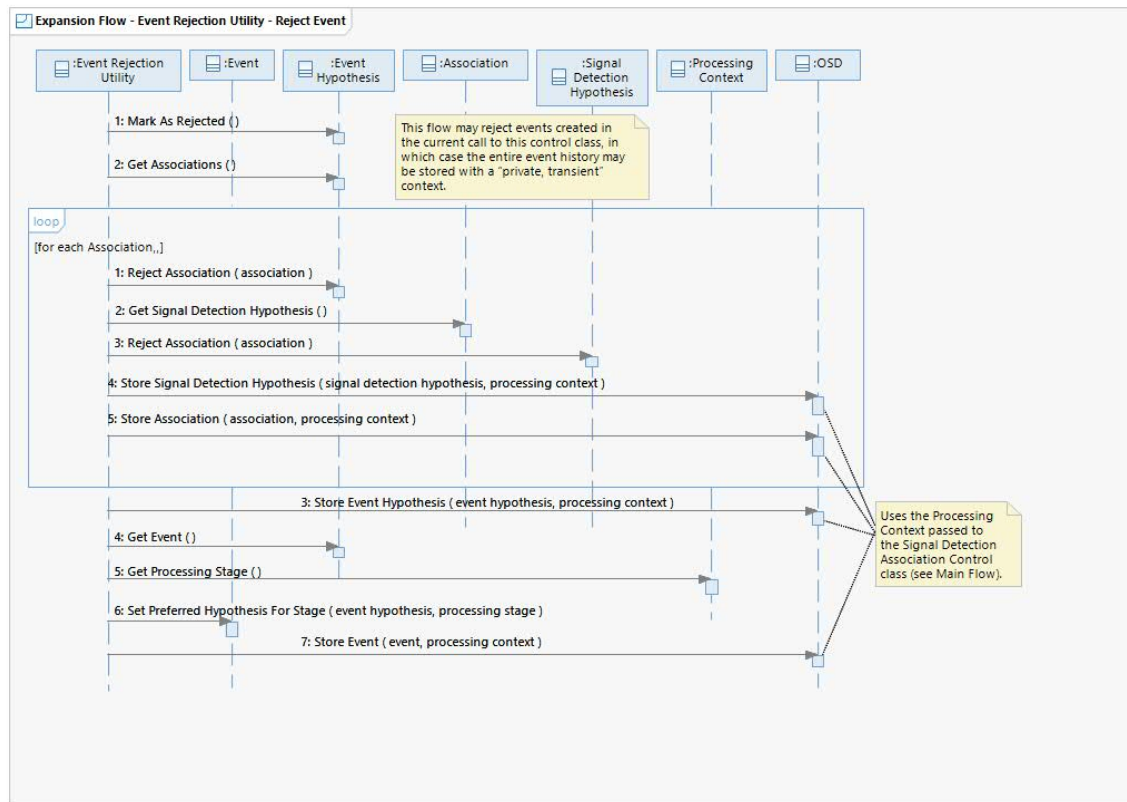 Expansion Flow - Event Rejection Utility - Reject Event
:Event Rejection
Utility
:Event
:Event
Hypothesis
:Association
:Signal
Detection
Hypothesis
:Processing
Context
:OSD
1: Mark As Rejected ( )
This flow may reject events created in
the current call to this control class, in
which case the entire event history may
be stored with a "private, transient"
context.
2: Get Associations ( )
loop
[for each Association,,]
1: Reject Association ( association )
2: Get Signal Detection Hypothesis ( )
3: Reject Association ( association )
4: Store Signal Detection Hypothesis ( signal detection hypothesis, processing context )
5: Store Association ( association, processing context )
3: Store Event Hypothesis ( event hypothesis, processing context )
Uses the Processing
Context passed to
the Signal Detection
Association Control
class (see Main Flow).
4: Get Event ( )
5: Get Processing Stage ( )
6: Set Preferred Hypothesis For Stage ( event hypothesis, processing stage )
7: Store Event ( event, processing context )